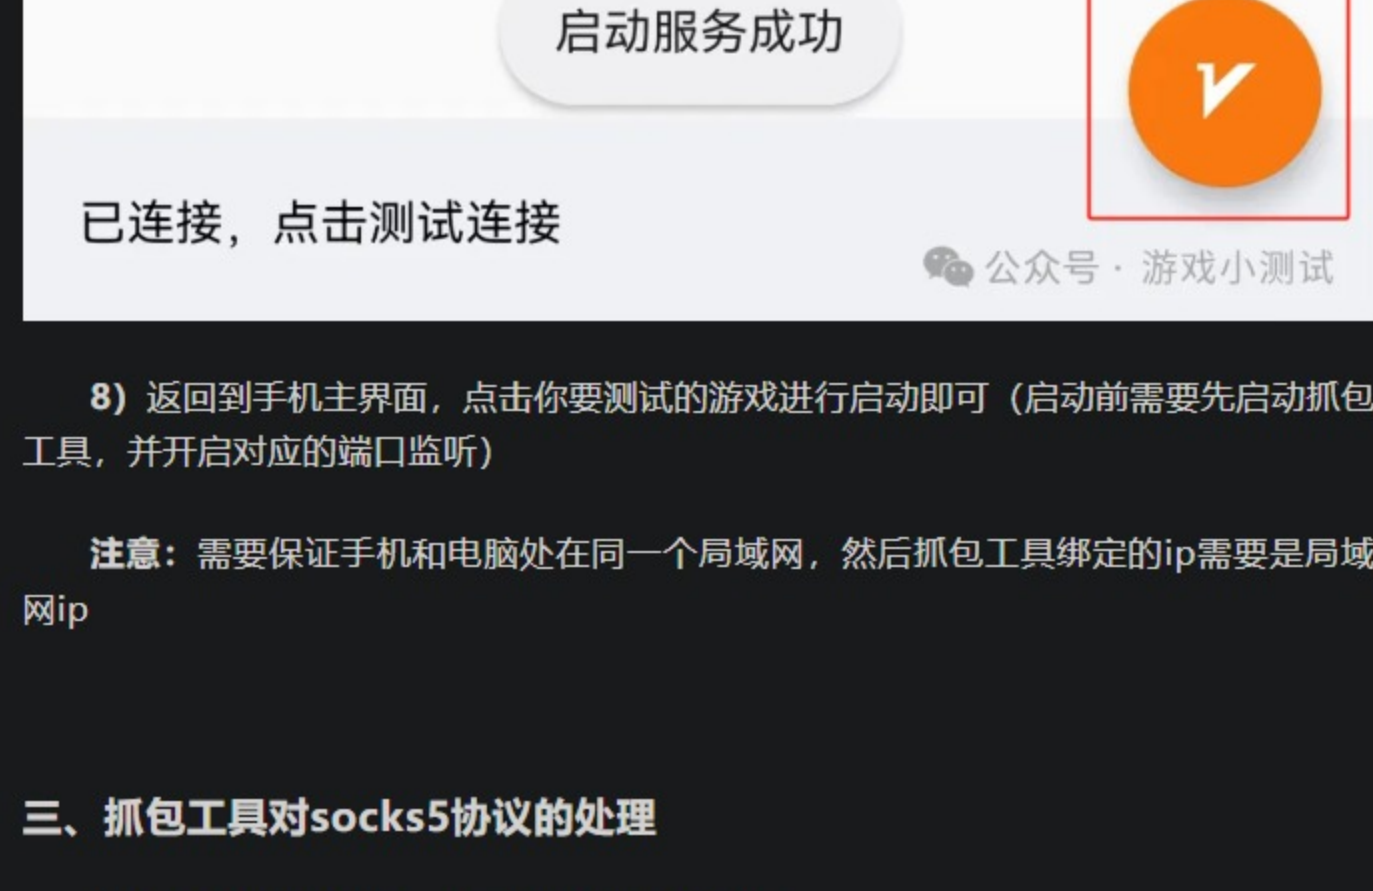 启动服务成功
已连接，点击测试连接
公众号 · 游戏小测试
8）返回到手机主界面，点击你要测试的游戏进行启动即可（启动前需要先启动抓包
工具，并开启对应的端口监听）
注意：需要保证手机和电脑处在同一个局域网，然后抓包工具绑定的ip需要是局域
网ip
三、抓包工具对socks5协议的处理